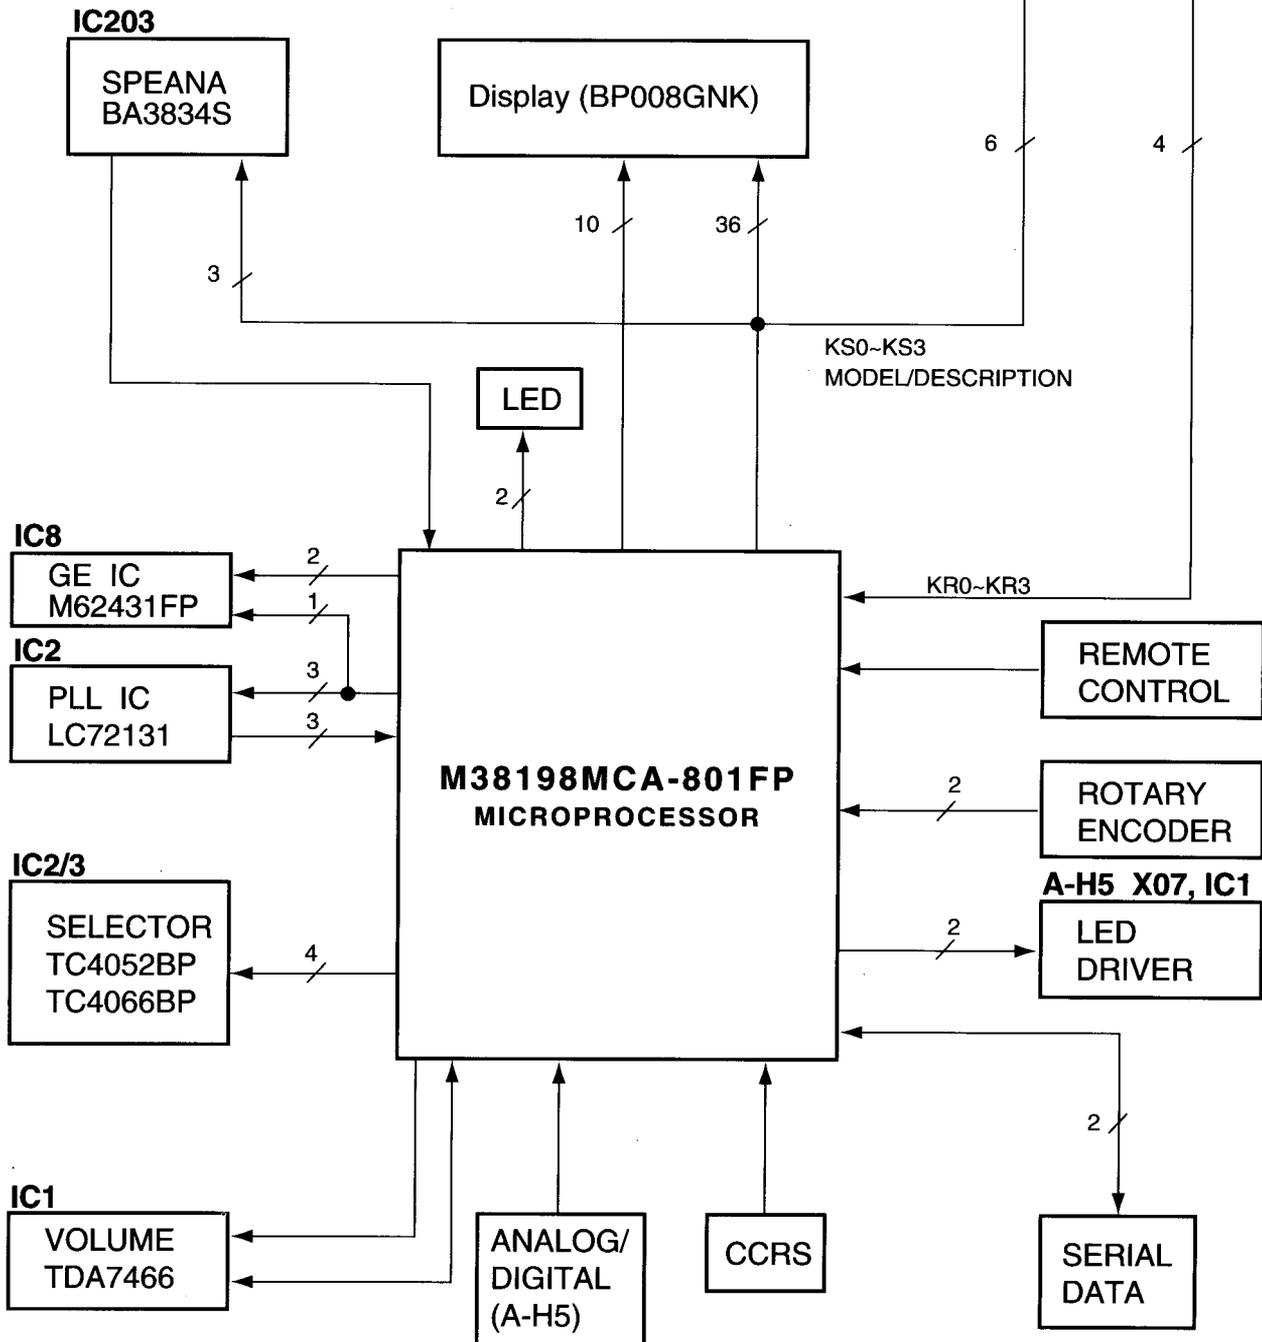 IC203
SPEANA
BA3834S
Display (BP008GNK)
6
4
10
36
3
KS0~KS3
MODEL/DESCRIPTION
LED
2
IC8
GE IC
M62431FP
2
1
KR0~KR3
IC2
PLL IC
LC72131
3
3
REMOTE
CONTROL
M38198MCA-801FP
MICROPROCESSOR
2
ROTARY
ENCODER
IC2/3
SELECTOR
TC4052BP
TC4066BP
4
A-H5 X07, IC1
2
LED
DRIVER
2
IC1
VOLUME
TDA7466
ANALOG/
DIGITAL
(A-H5)
CCRS
SERIAL
DATA